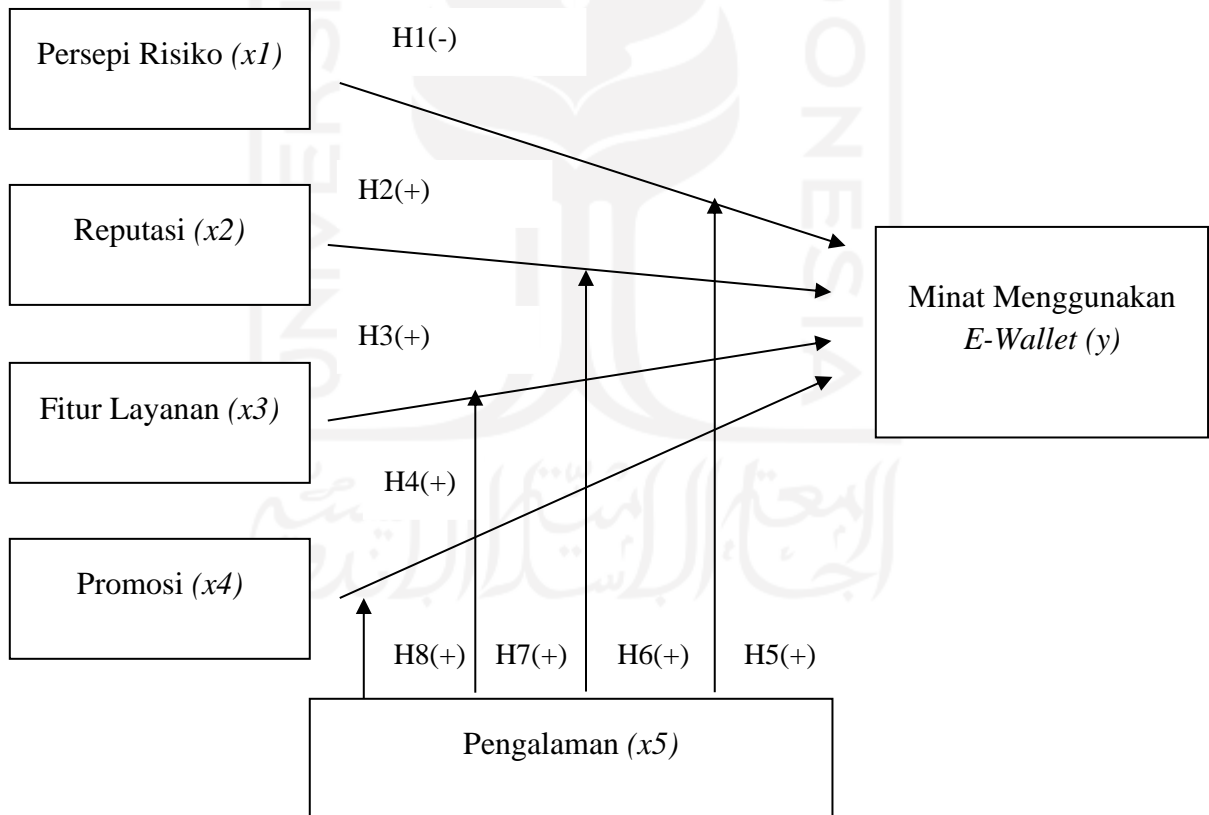 Persepi Risiko (x1)
H1(-)
H2(+)
Reputasi (x2)
Minat Menggunakan
E-Wallet (y)
H3(+)
Fitur Layanan (x3)
H4(+)
Promosi (x4)
H8(+) H7(+) H6(+) H5(+)
Pengalaman (x5)